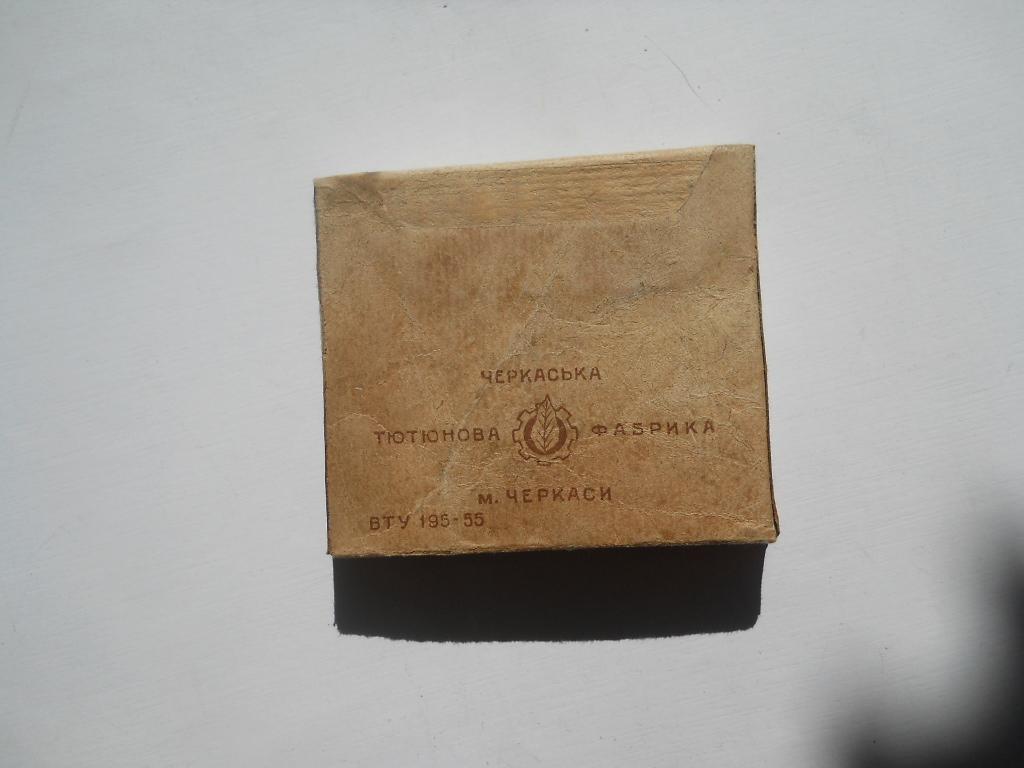 ЧЕРКАСЬКА
ТЮТЮНОВА ФАБРИКА
м. ЧЕРКАСИ
ВТУ 195-55